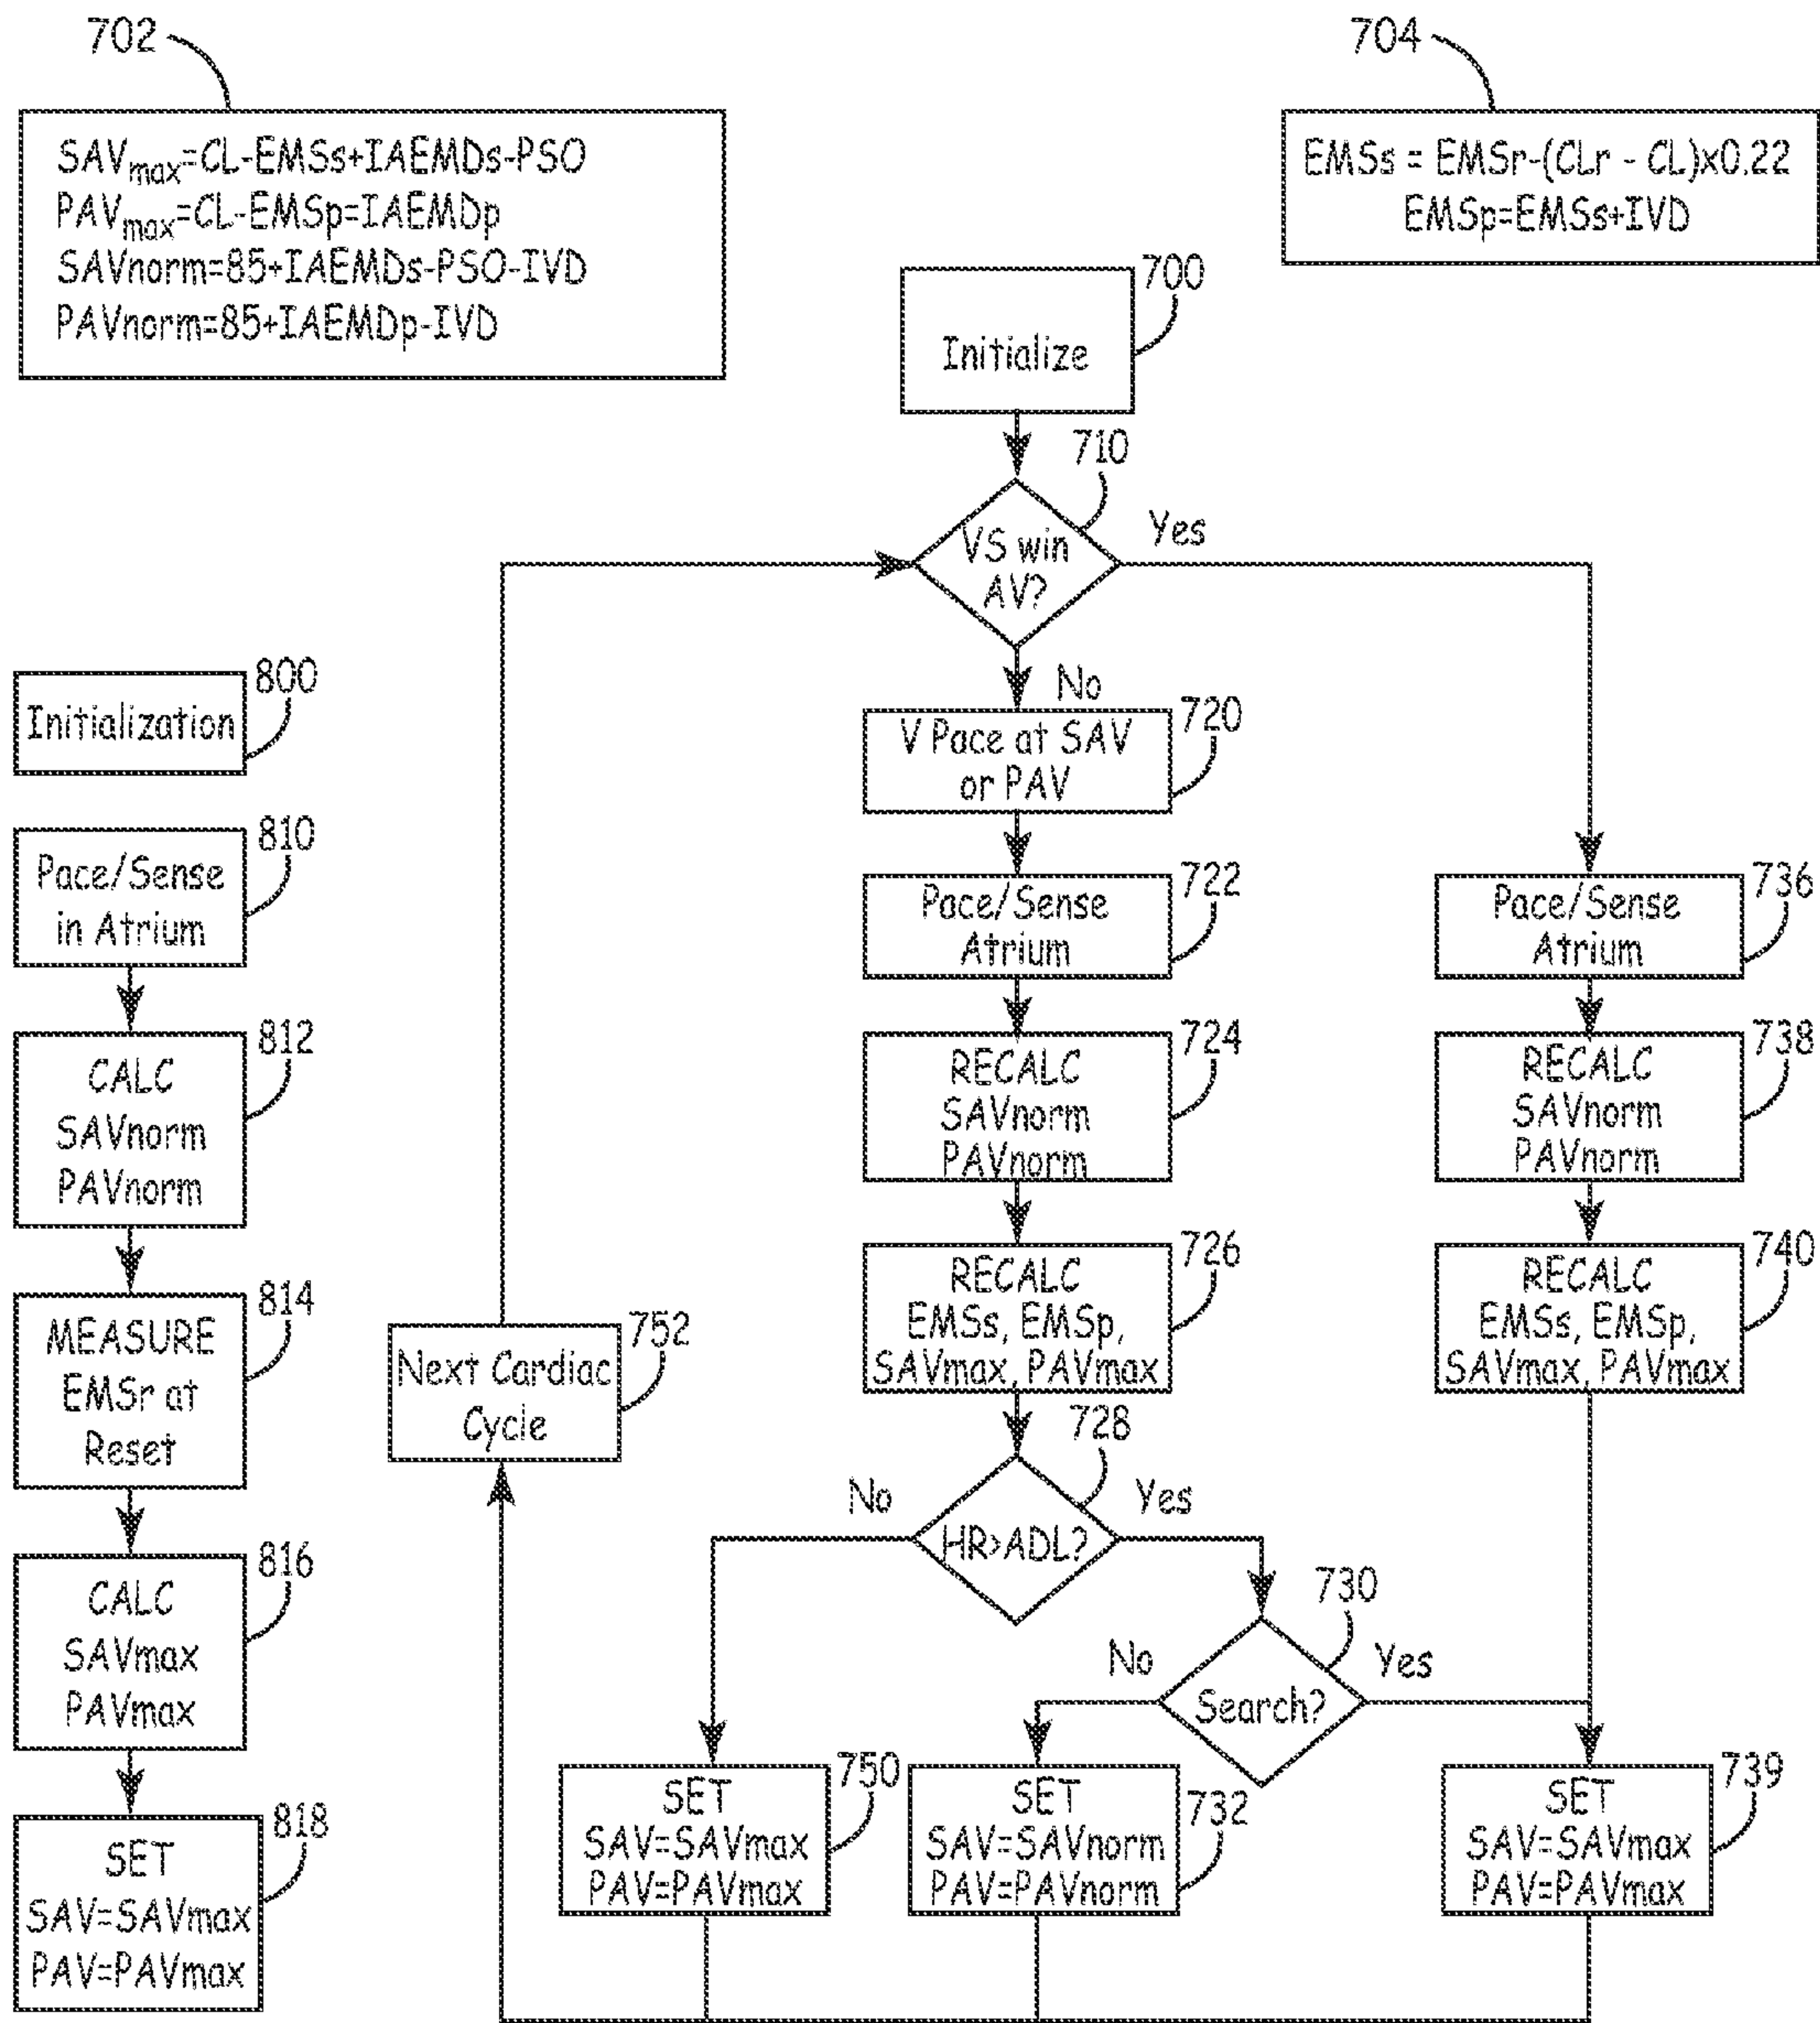 702
SAVmax=CL-EMSs+IAEMDs-PSO
PAVmax=CL-EMSp=IAEMDp
SAVnorm=85+IAEMDs-PSO-IVD
PAVnorm=85+IAEMDp-IVD
704
EMSs = EMSr-(CLr - CL)x0.22
EMSp=EMSs+IVD
700
Initialize
710
VS win
AV?
Yes
No
720
V Pace at SAV
or PAV
722
Pace/Sense
Atrium
724
RECALC
SAVnorm
PAVnorm
726
RECALC
EMSs, EMSp,
SAVmax, PAVmax
728
HR>ADL?
No
Yes
730
Search?
No
Yes
736
Pace/Sense
Atrium
738
RECALC
SAVnorm
PAVnorm
740
RECALC
EMSs, EMSp,
SAVmax, PAVmax
750
SET
SAV=SAVmax
PAV=PAVmax
732
SET
SAV=SAVnorm
PAV=PAVnorm
739
SET
SAV=SAVmax
PAV=PAVmax
752
Next Cardiac
Cycle
800
Initialization
810
Pace/Sense
in Atrium
812
CALC
SAVnorm
PAVnorm
814
MEASURE
EMSr at
Reset
816
CALC
SAVmax
PAVmax
818
SET
SAV=SAVmax
PAV=PAVmax